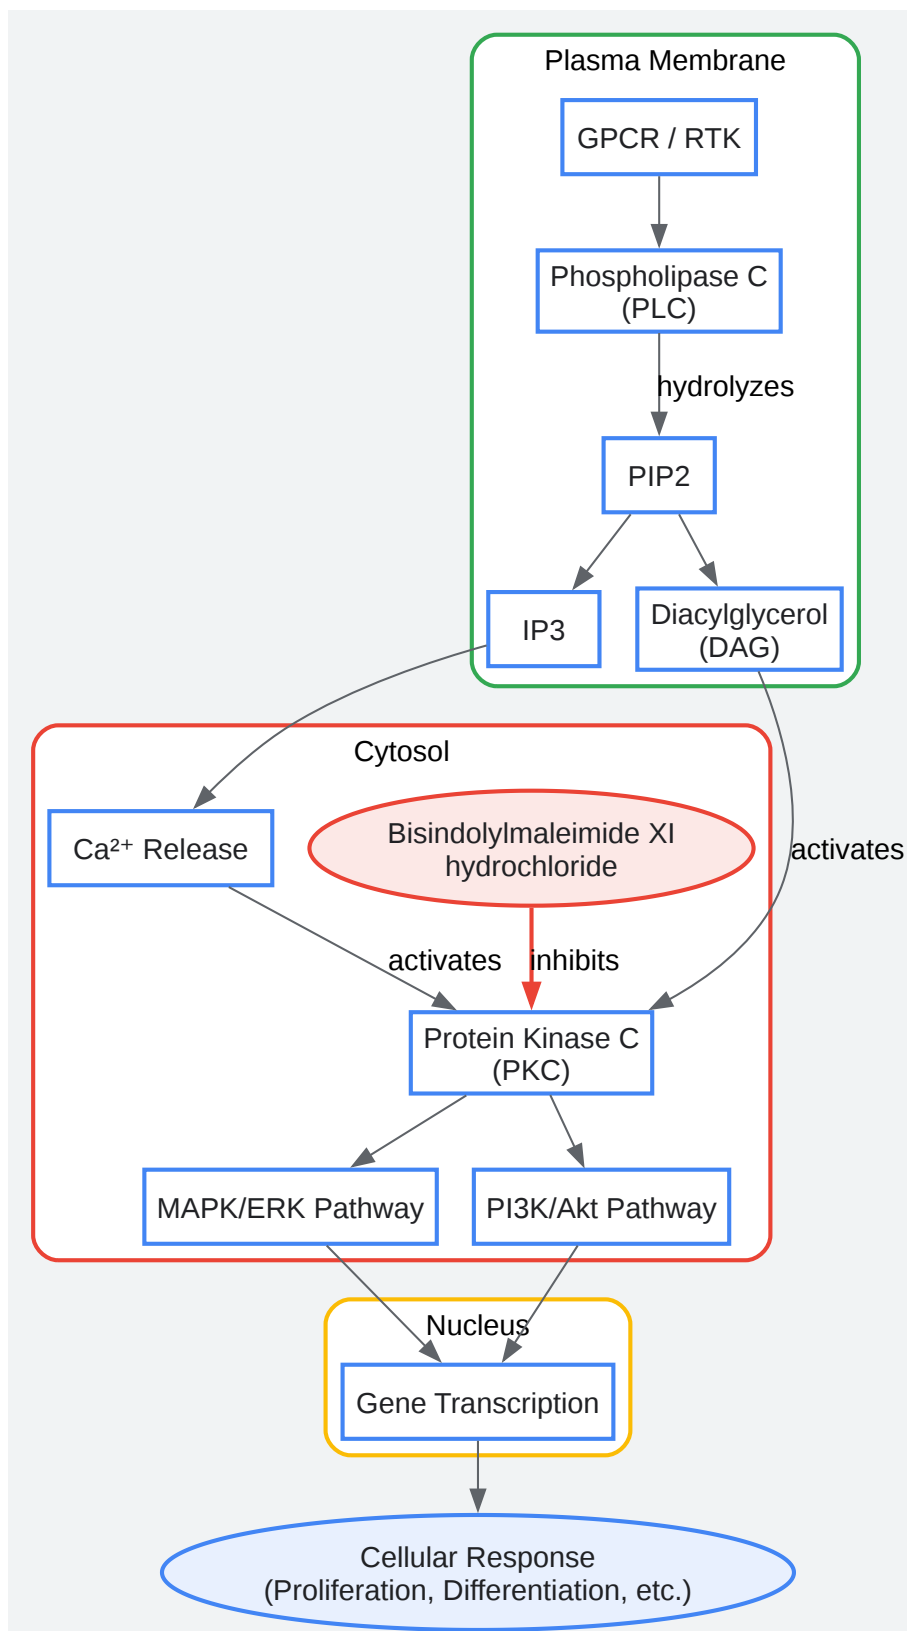 Plasma Membrane
GPCR / RTK
Phospholipase C
(PLC)
hydrolyzes
PIP2
IP3
Diacylglycerol
(DAG)
Cytosol
Ca²⁺ Release
Bisindolylmaleimide XI
hydrochloride
activates
activates
inhibits
Protein Kinase C
(PKC)
MAPK/ERK Pathway
PI3K/Akt Pathway
Nucleus
Gene Transcription
Cellular Response
(Proliferation, Differentiation, etc.)